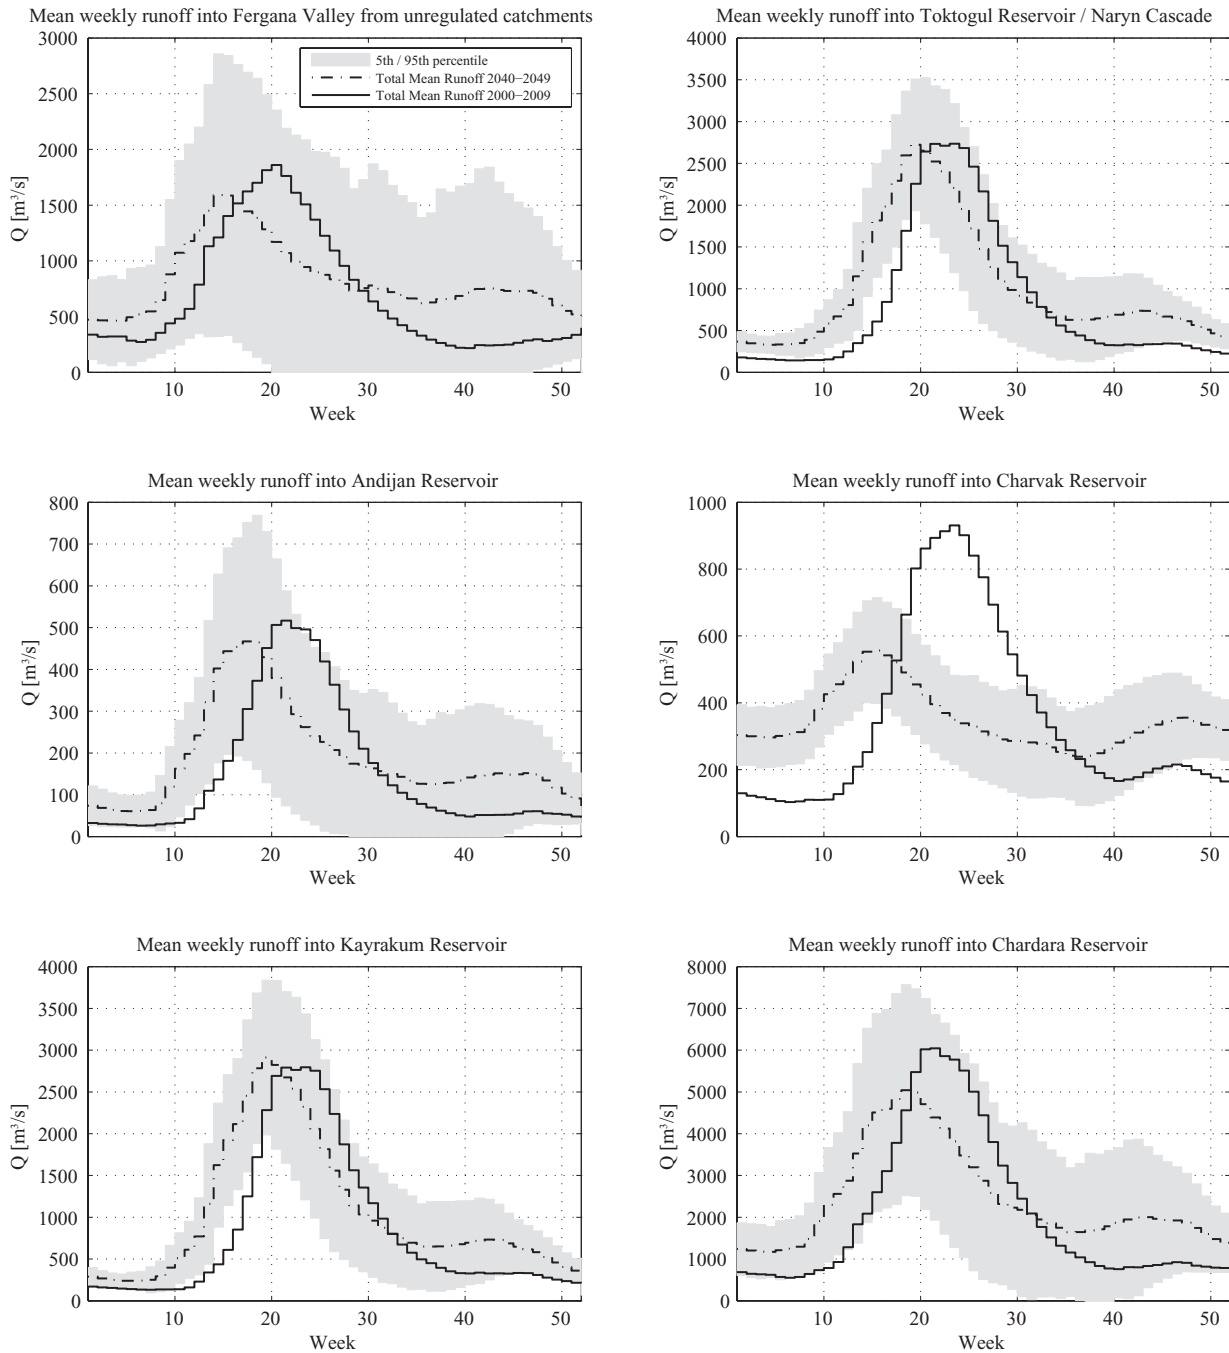 Mean weekly runoff into Fergana Valley from unregulated catchments
3000
2500
2000
1500
1000
500
0
Q [m³/s]
5th / 95th percentile
Total Mean Runoff 2040−2049
Total Mean Runoff 2000−2009
10 20 30 40 50
Week
Mean weekly runoff into Toktogul Reservoir / Naryn Cascade
4000
3500
3000
2500
2000
1500
1000
500
0
Q [m³/s]
10 20 30 40 50
Week
Mean weekly runoff into Andijan Reservoir
800
700
600
500
400
300
200
100
0
Q [m³/s]
10 20 30 40 50
Week
Mean weekly runoff into Charvak Reservoir
1000
800
600
400
200
0
Q [m³/s]
10 20 30 40 50
Week
Mean weekly runoff into Kayrakum Reservoir
4000
3500
3000
2500
2000
1500
1000
500
0
Q [m³/s]
10 20 30 40 50
Week
Mean weekly runoff into Chardara Reservoir
8000
7000
6000
5000
4000
3000
2000
1000
0
Q [m³/s]
10 20 30 40 50
Week